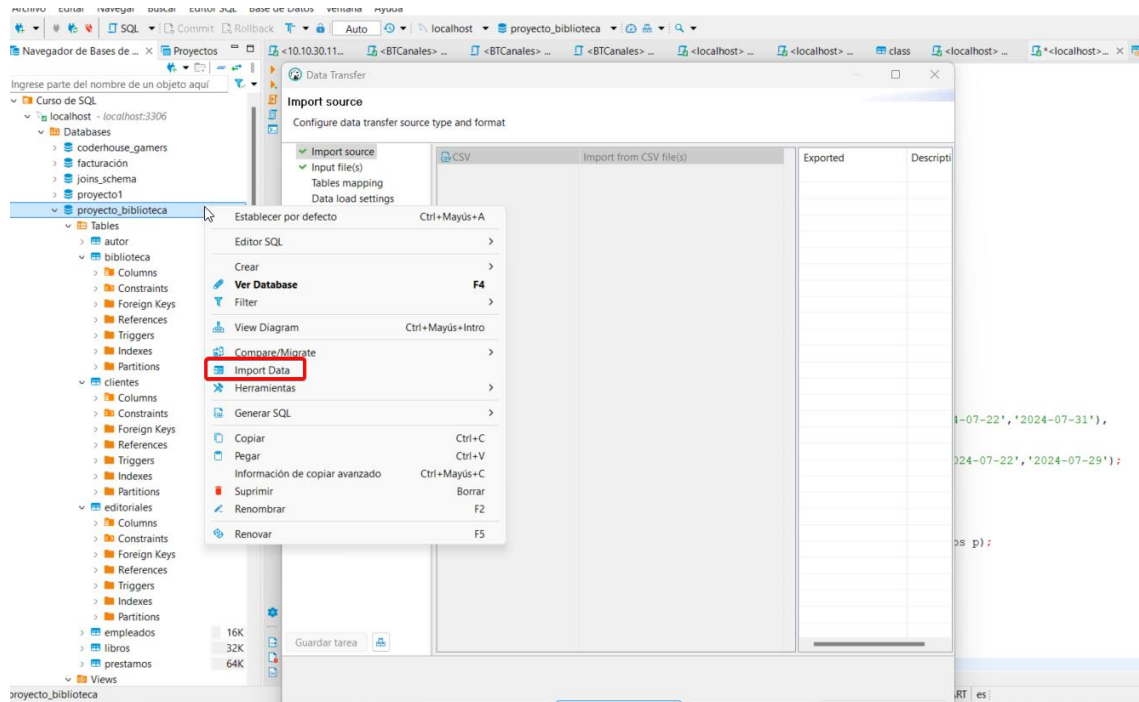 Archivo Editar Navegar Buscar Editor SQL Base de Datos Ventana Ayuda
SQL Commit Rollback Auto localhost proyecto_biblioteca
Navegador de Bases de ... Proyectos <10.10.30.11... <BTCanales> ... <BTCanales> ... <BTCanales> ... <localhost> ... <localhost> ... class <localhost> ... *<localhost>...
Ingrese parte del nombre de un objeto aquí
Curso de SQL
localhost - localhost:3306
Databases
coderhouse_gamers
facturación
joins_schema
proyecto1
proyecto_biblioteca
Tables
autor
biblioteca
Columns
Constraints
Foreign Keys
References
Triggers
Indexes
Partitions
clientes
Columns
Constraints
Foreign Keys
References
Triggers
Indexes
Partitions
editoriales
Columns
Constraints
Foreign Keys
References
Triggers
Indexes
Partitions
empleados 16K
libros 32K
prestamos 64K
Views
proyecto_biblioteca
Data Transfer
Import source
Configure data transfer source type and format
Import source
Input file(s)
Tables mapping
Data load settings
CSV Import from CSV file(s)
Exported Descripti
Establecer por defecto Ctrl+Mayús+A
Editor SQL
Crear
Ver Database F4
Filter
View Diagram Ctrl+Mayús+Intro
Compare/Migrate
Import Data
Herramientas
Generar SQL
Copiar Ctrl+C
Pegar Ctrl+V
Información de copiar avanzado Ctrl+Mayús+C
Suprimir Borrar
Renombrar F2
Renovar F5
Guardar tarea
4-07-22','2024-07-31'),
024-07-22','2024-07-29');
os p);
ART es